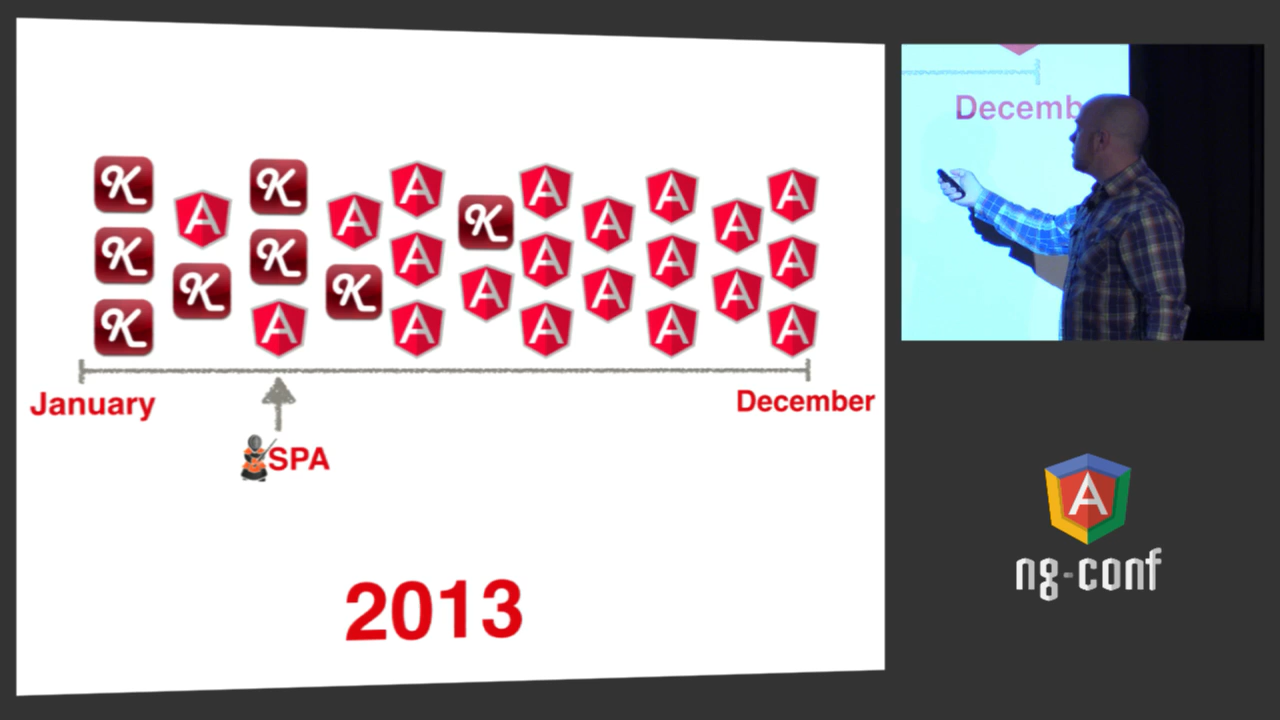 K A K A A K A A A A A
K K K A A A A A A A A
K A A A A A
January
December
SPA
2013
Decemb
A
ng-conf